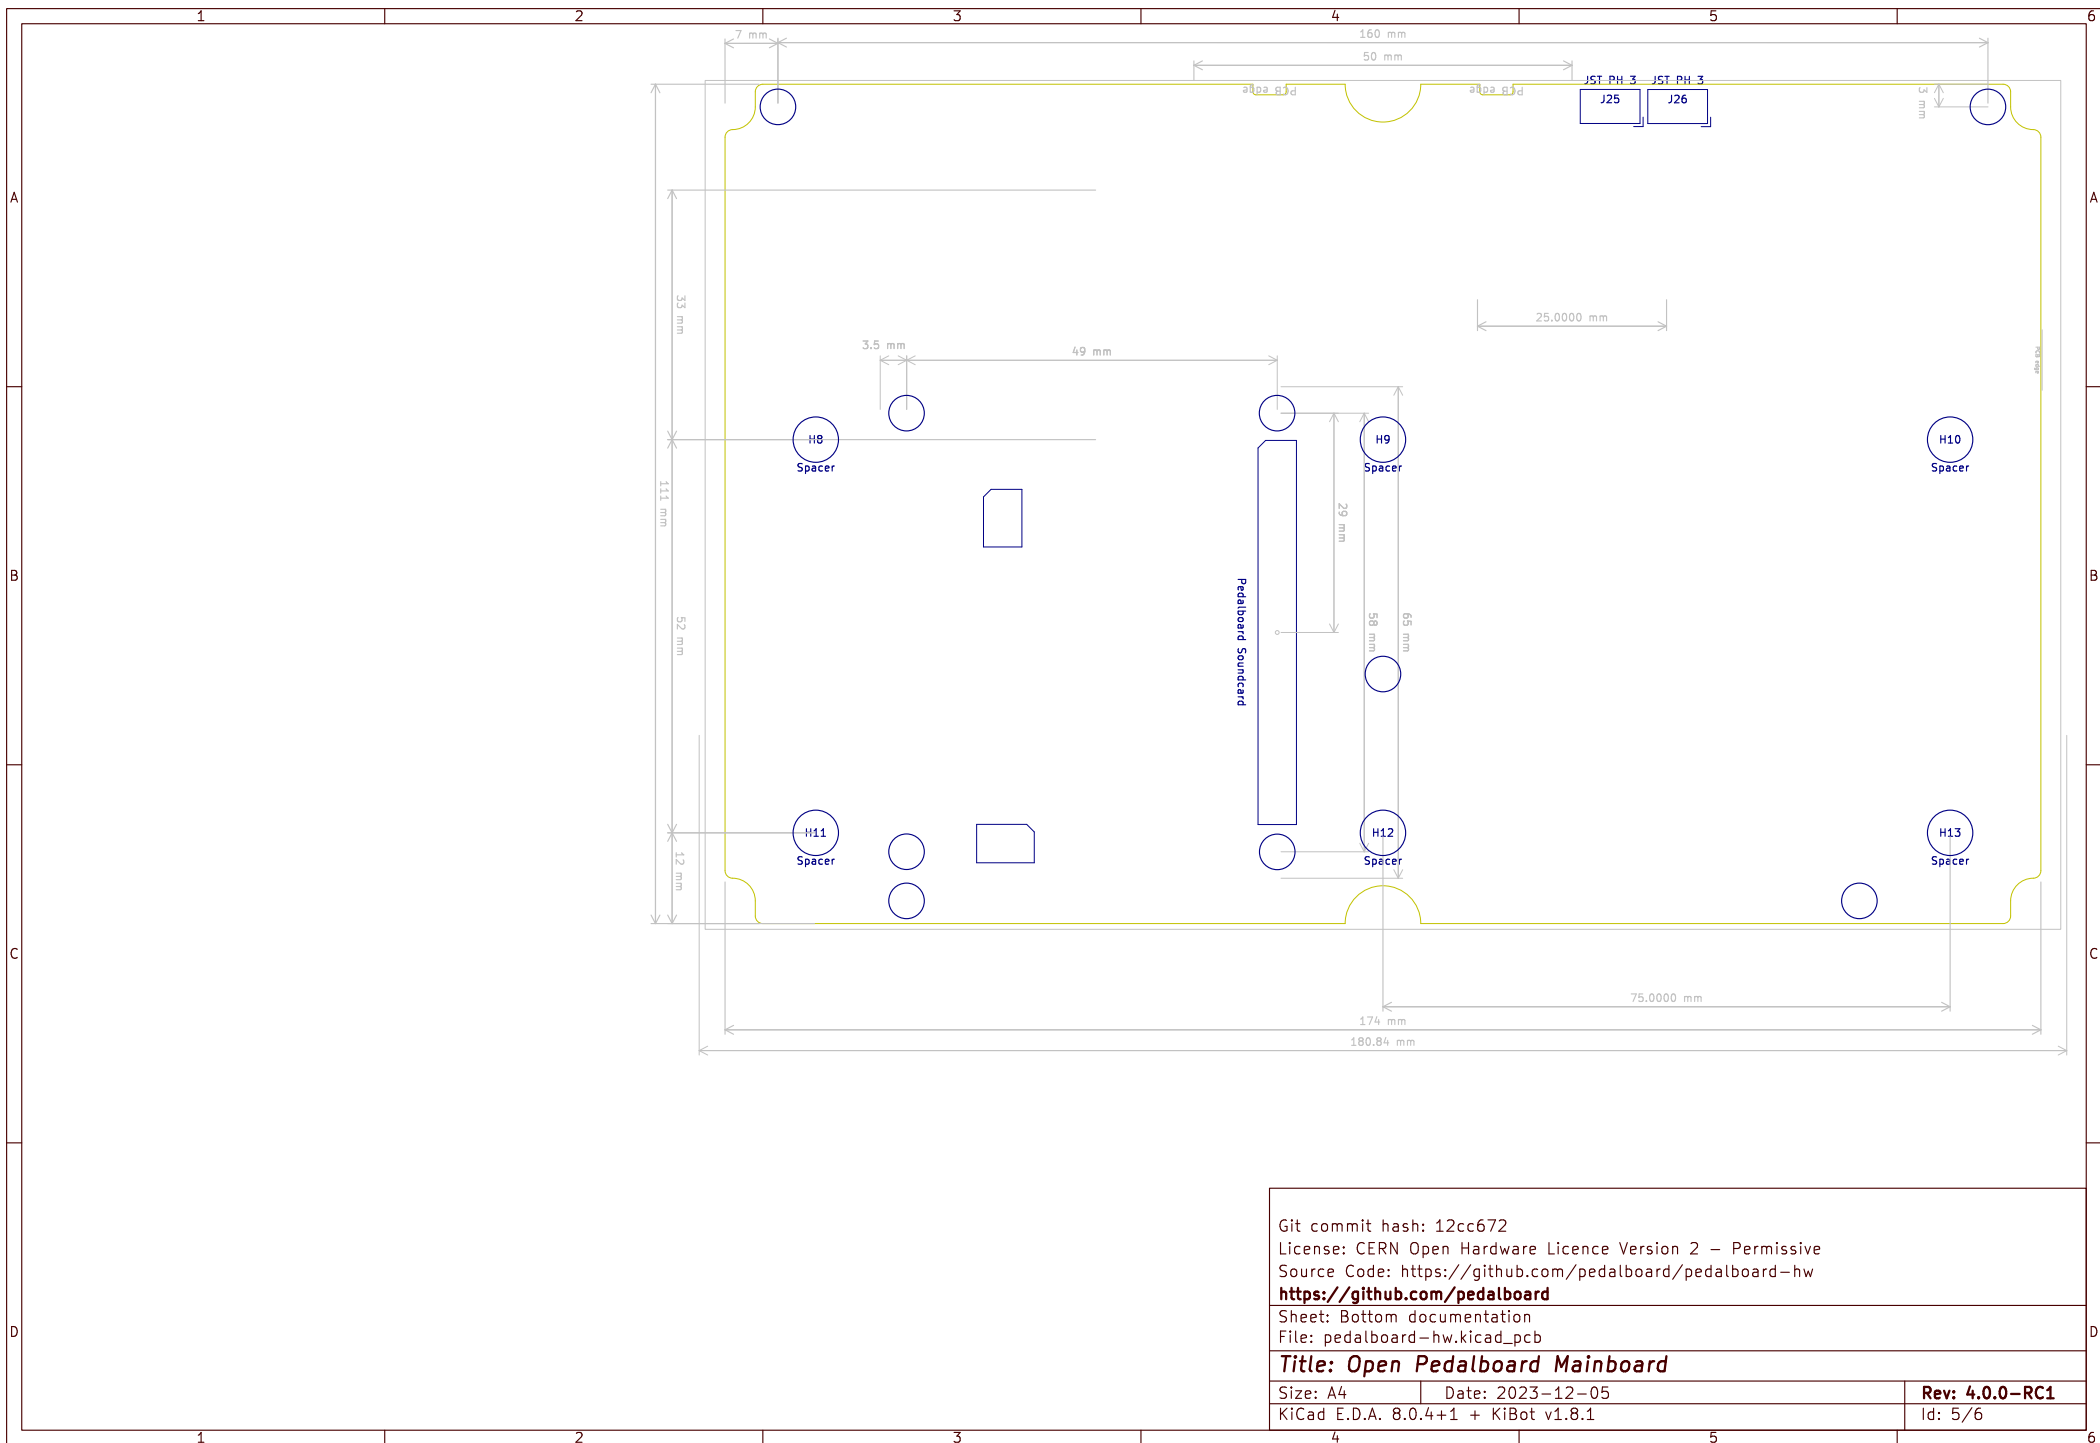 1 2 3 4 5 6
7 mm
160 mm
50 mm
JST PH 3 JST PH 3
PCB edge PCB edge
J25 J26
3 mm
A A
33 mm
25.0000 mm
3.5 mm
49 mm
PCB edge
H8 H9 H10
Spacer Spacer Spacer
111 mm
29 mm
B B
Pedalboard Soundcard
52 mm
58 mm
65 mm
H11 H12 H13
Spacer Spacer Spacer
12 mm
C C
75.0000 mm
174 mm
180.84 mm
Git commit hash: 12cc672
License: CERN Open Hardware Licence Version 2 - Permissive
Source Code: https://github.com/pedalboard/pedalboard-hw
https://github.com/pedalboard
Sheet: Bottom documentation
File: pedalboard-hw.kicad_pcb
D D
Title: Open Pedalboard Mainboard
Size: A4 Date: 2023-12-05 Rev: 4.0.0-RC1
KiCad E.D.A. 8.0.4+1 + KiBot v1.8.1 Id: 5/6
1 2 3 4 5 6